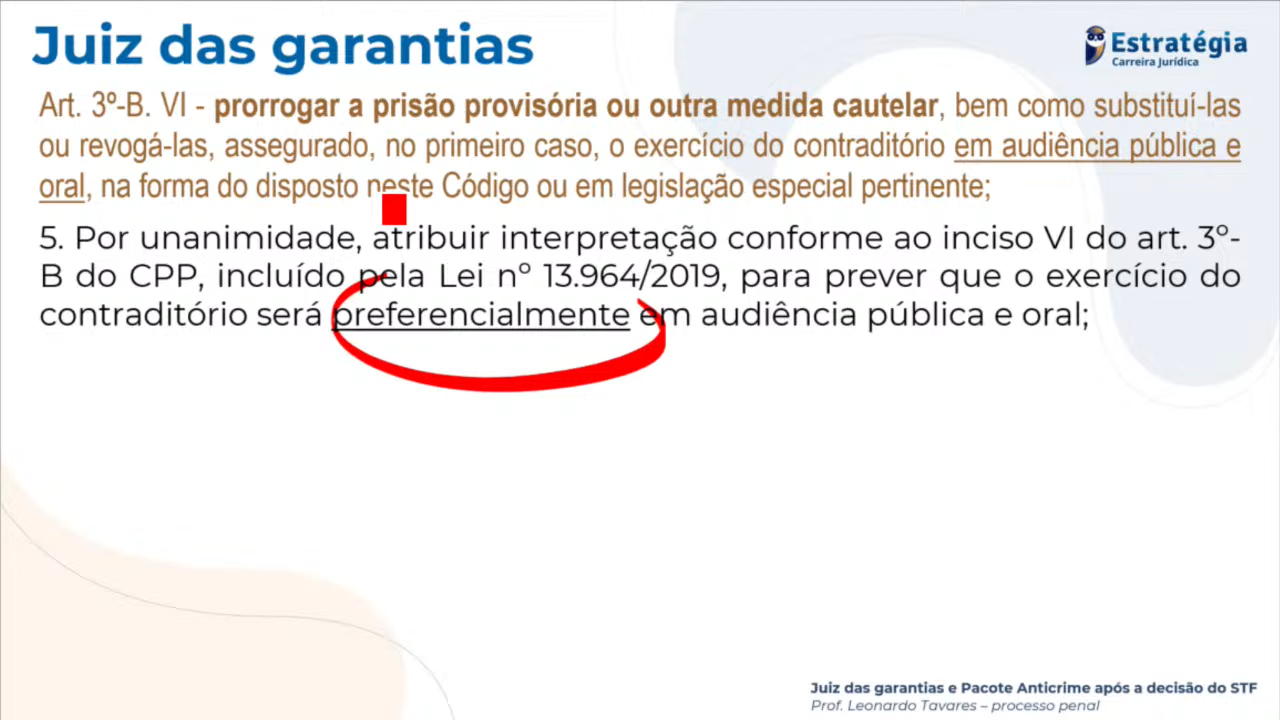 Juiz das garantias
Estratégia
Carreira Jurídica
Art. 3º-B. VI - prorrogar a prisão provisória ou outra medida cautelar, bem como substituí-las
ou revogá-las, assegurado, no primeiro caso, o exercício do contraditório em audiência pública e
oral, na forma do disposto neste Código ou em legislação especial pertinente;
5. Por unanimidade, atribuir interpretação conforme ao inciso VI do art. 3º-
B do CPP, incluído pela Lei nº 13.964/2019, para prever que o exercício do
contraditório será preferencialmente em audiência pública e oral;
Juiz das garantias e Pacote Anticrime após a decisão do STF
Prof. Leonardo Tavares – processo penal